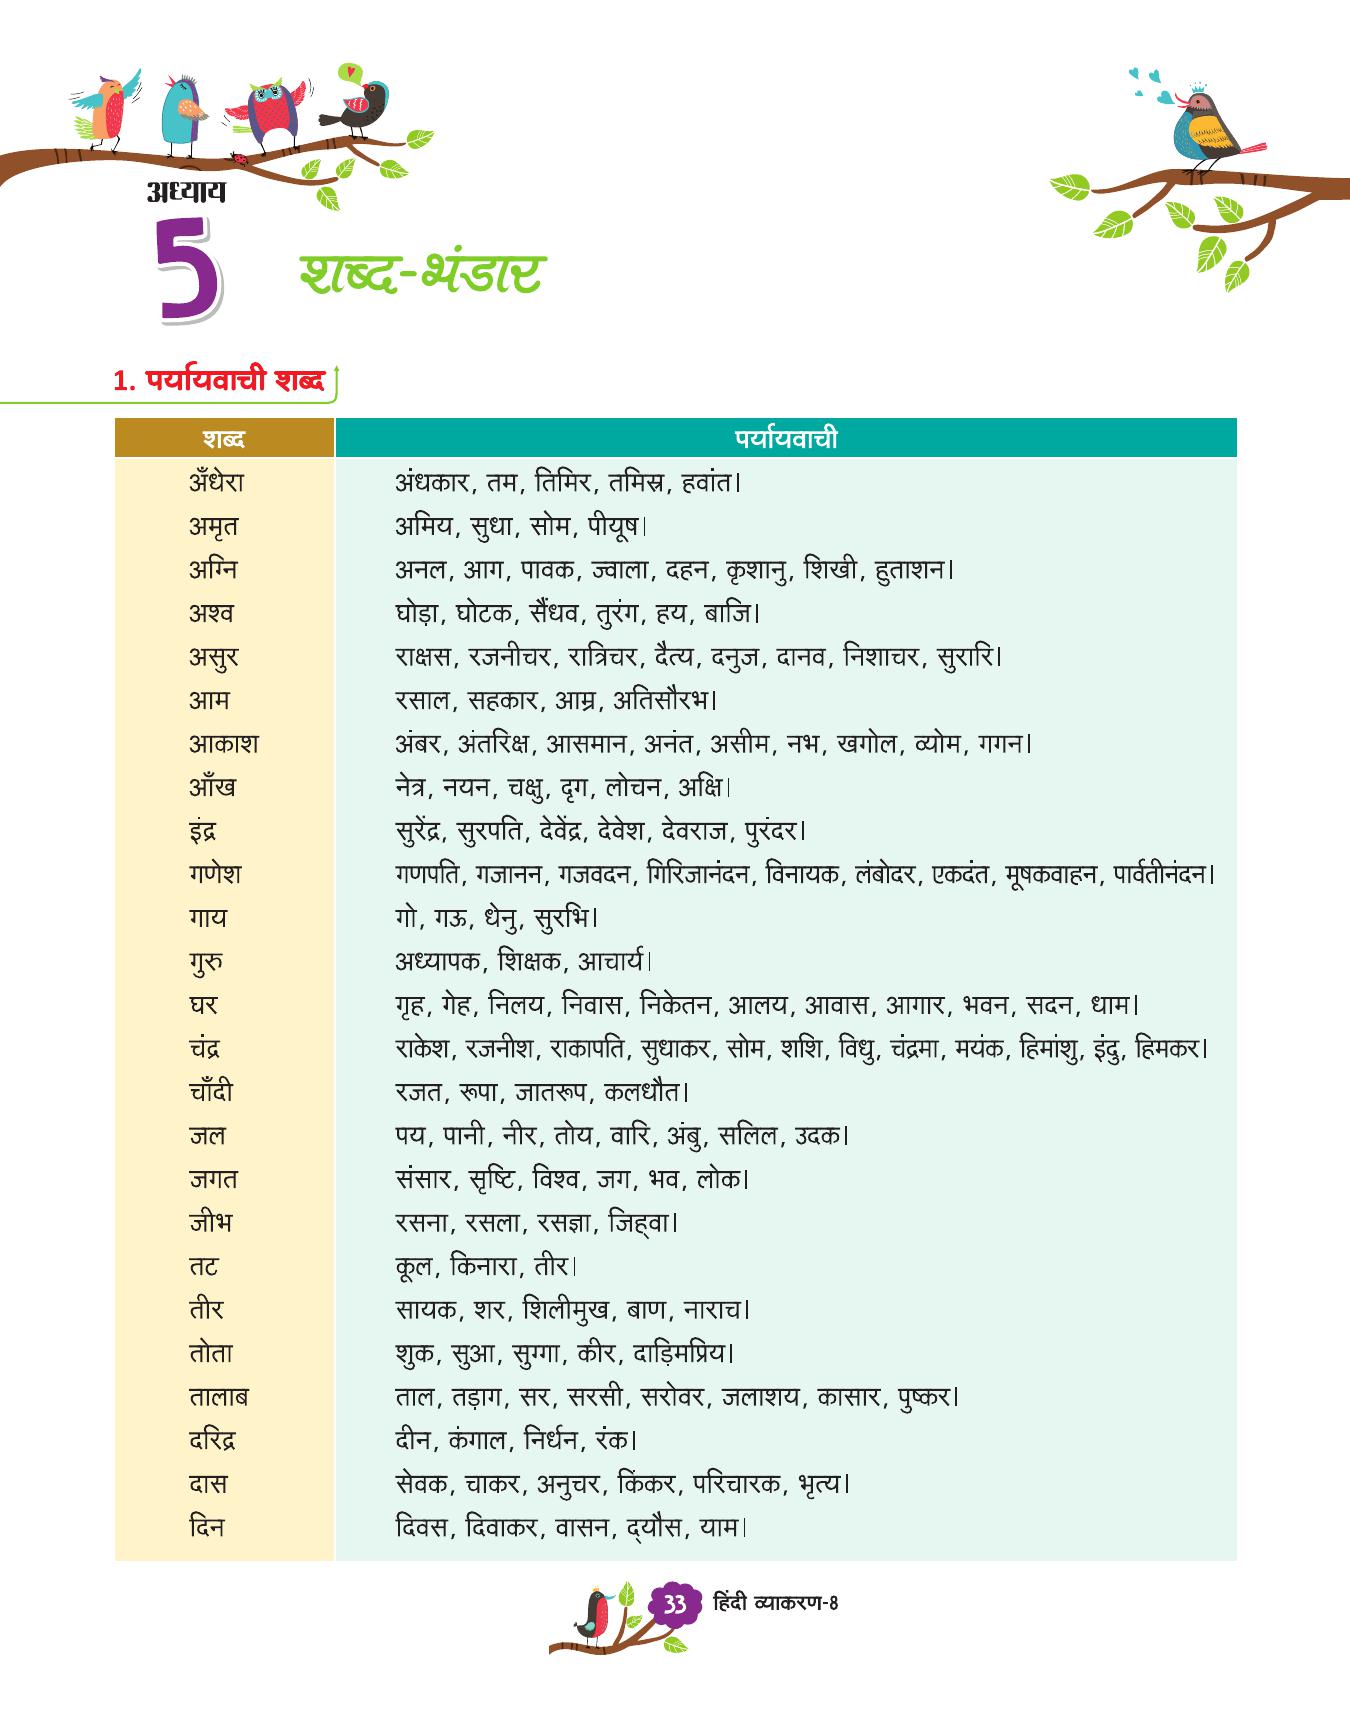 अध्याय
5
शब्द-भंडार
1. पर्यायवाची शब्द
शब्द पर्यायवाची
अँधेरा अंधकार, तम, तिमिर, तमिस्र, हवांत।
अमृत अमिय, सुधा, सोम, पीयूष।
अग्नि अनल, आग, पावक, ज्वाला, दहन, कृशानु, शिखी, हुताशन।
अश्व घोड़ा, घोटक, सैंधव, तुरंग, हय, बाजि।
असुर राक्षस, रजनीचर, रात्रिचर, दैत्य, दनुज, दानव, निशाचर, सुरारि।
आम रसाल, सहकार, आम्र, अतिसौरभ।
आकाश अंबर, अंतरिक्ष, आसमान, अनंत, असीम, नभ, खगोल, व्योम, गगन।
आँख नेत्र, नयन, चक्षु, दृग, लोचन, अक्षि।
इंद्र सुरेंद्र, सुरपति, देवेंद्र, देवेश, देवराज, पुरंदर।
गणेश गणपति, गजानन, गजवदन, गिरिजानंदन, विनायक, लंबोदर, एकदंत, मूषकवाहन, पार्वतीनंदन।
गाय गो, गऊ, धेनु, सुरभि।
गुरु अध्यापक, शिक्षक, आचार्य।
घर गृह, गेह, निलय, निवास, निकेतन, आलय, आवास, आगार, भवन, सदन, धाम।
चंद्र राकेश, रजनीश, राकापति, सुधाकर, सोम, शशि, विधु, चंद्रमा, मयंक, हिमांशु, इंदु, हिमकर।
चाँदी रजत, रूपा, जातरूप, कलधौत।
जल पय, पानी, नीर, तोय, वारि, अंबु, सलिल, उदक।
जगत संसार, सृष्टि, विश्व, जग, भव, लोक।
जीभ रसना, रसला, रसज्ञा, जिह्‌वा।
तट कूल, किनारा, तीर।
तीर सायक, शर, शिलीमुख, बाण, नाराच।
तोता शुक, सुआ, सुग्गा, कीर, दाड़िमप्रिय।
तालाब ताल, तड़ाग, सर, सरसी, सरोवर, जलाशय, कासार, पुष्कर।
दरिद्र दीन, कंगाल, निर्धन, रंक।
दास सेवक, चाकर, अनुचर, किंकर, परिचारक, भृत्य।
दिन दिवस, दिवाकर, वासन, द्‌यौस, याम।
33 हिंदी व्याकरण-8